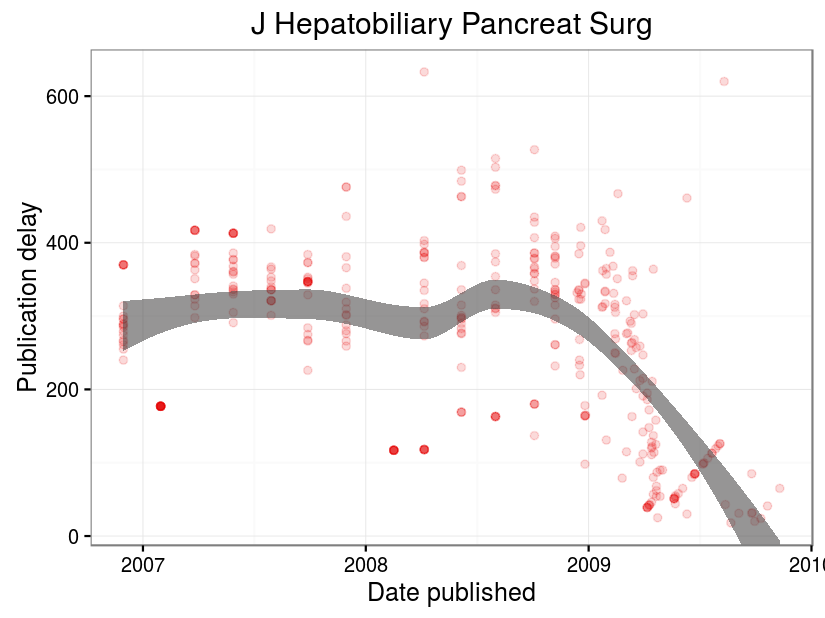 J Hepatobiliary Pancreat Surg
Publication delay
600
400
200
0
2007 2008 2009 2010
Date published